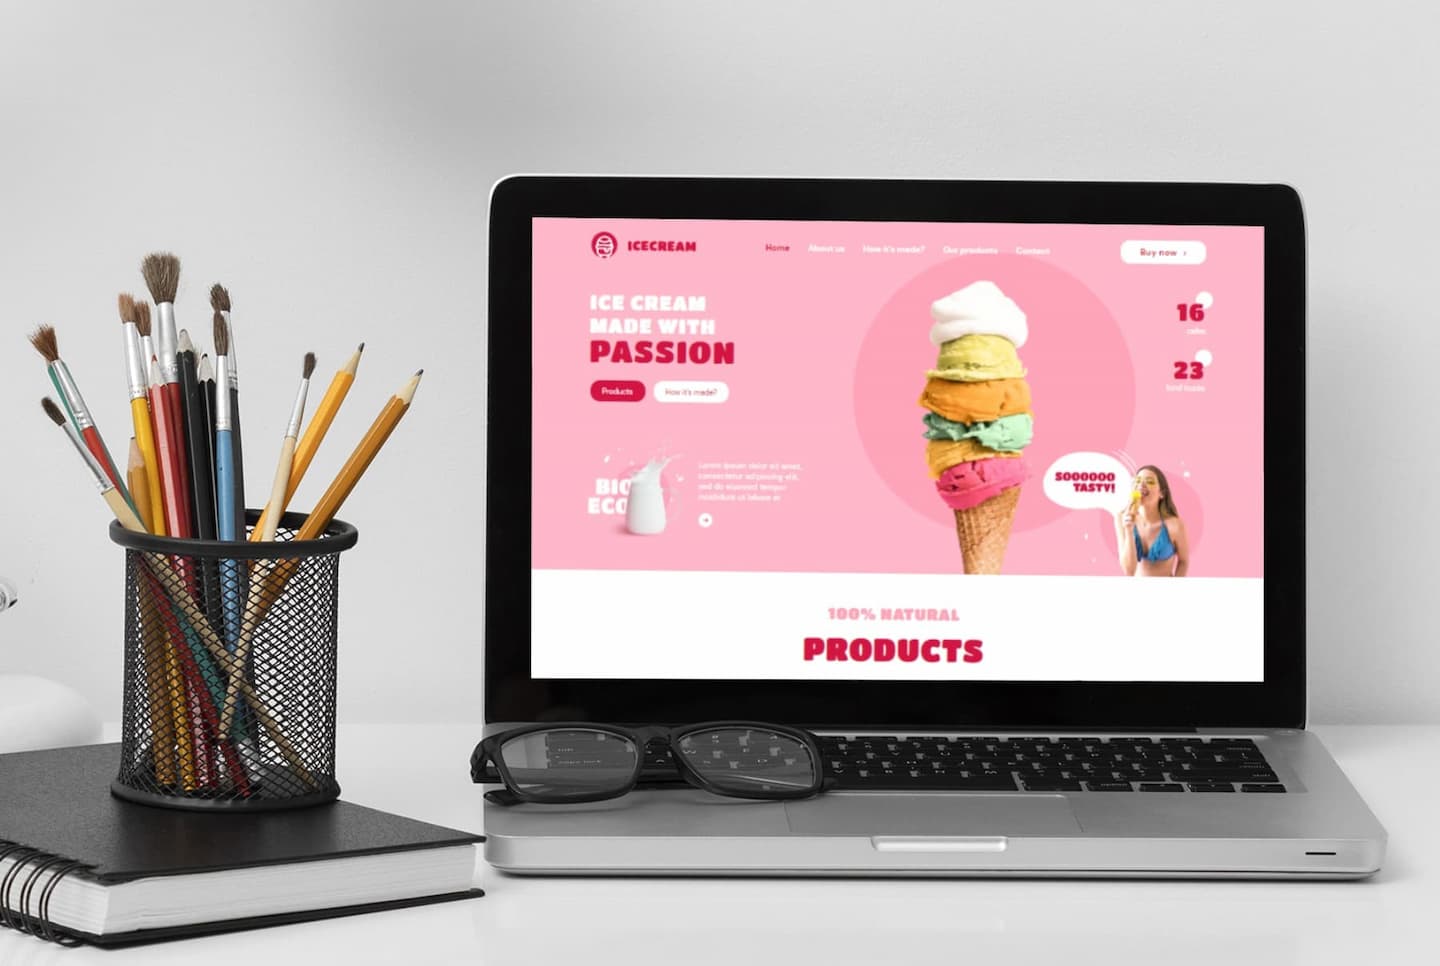 ICECREAM
Home About us How it's made? Our products Contact
Buy now ›
ICE CREAM
MADE WITH
PASSION
Products How it's made?
16
23
BIO
ECO
Lorem ipsum dolor sit amet,
consectetur adipiscing elit,
sed do eiusmod tempor
incididunt ut labore et
SOOOOOO
TASTY!
100% NATURAL
PRODUCTS
caps lock